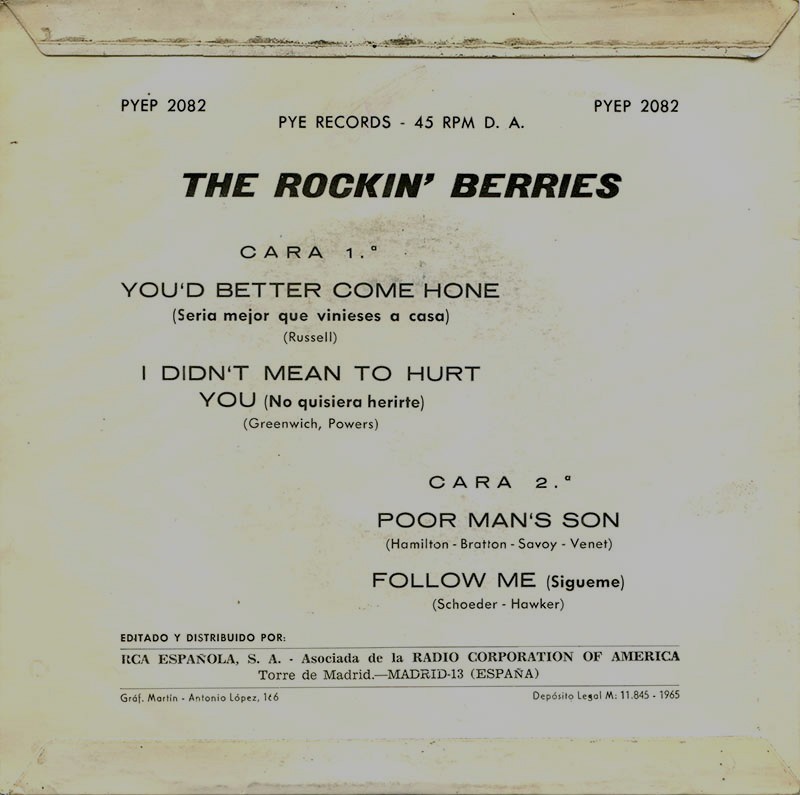 PYEP 2082
PYEP 2082
PYE RECORDS - 45 RPM D. A.
THE ROCKIN' BERRIES
CARA 1.ª
YOU'D BETTER COME HONE
(Seria mejor que vinieses a casa)
(Russell)
I DIDN'T MEAN TO HURT
YOU (No quisiera herirte)
(Greenwich, Powers)
CARA 2.ª
POOR MAN'S SON
(Hamilton - Bratton - Savoy - Venet)
FOLLOW ME (Sigueme)
(Schoeder - Hawker)
EDITADO Y DISTRIBUIDO POR:
RCA ESPAÑOLA, S. A. - Asociada de la RADIO CORPORATION OF AMERICA
Torre de Madrid.—MADRID-13 (ESPAÑA)
Gráf. Martin - Antonio López,
Depósito Legal M: 11.845 - 1965